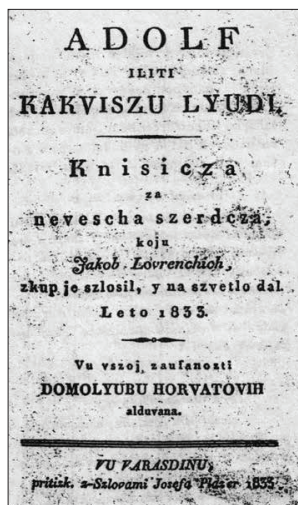 ADOLF
ILITI
KAKVISZU LYUDI.
Knisicza
za
nevescha szerdcza,
koju
Jakob Lovrenchich,
zkup je szlosil, y na szvetlo dal.
Leto 1833.
Vu vszoj zaufanozti
DOMOLYUBU HORVATOVIH
alduvana.
VU VARASDINU,
pritizk. z-Szlovami Josefa Platzer 1833